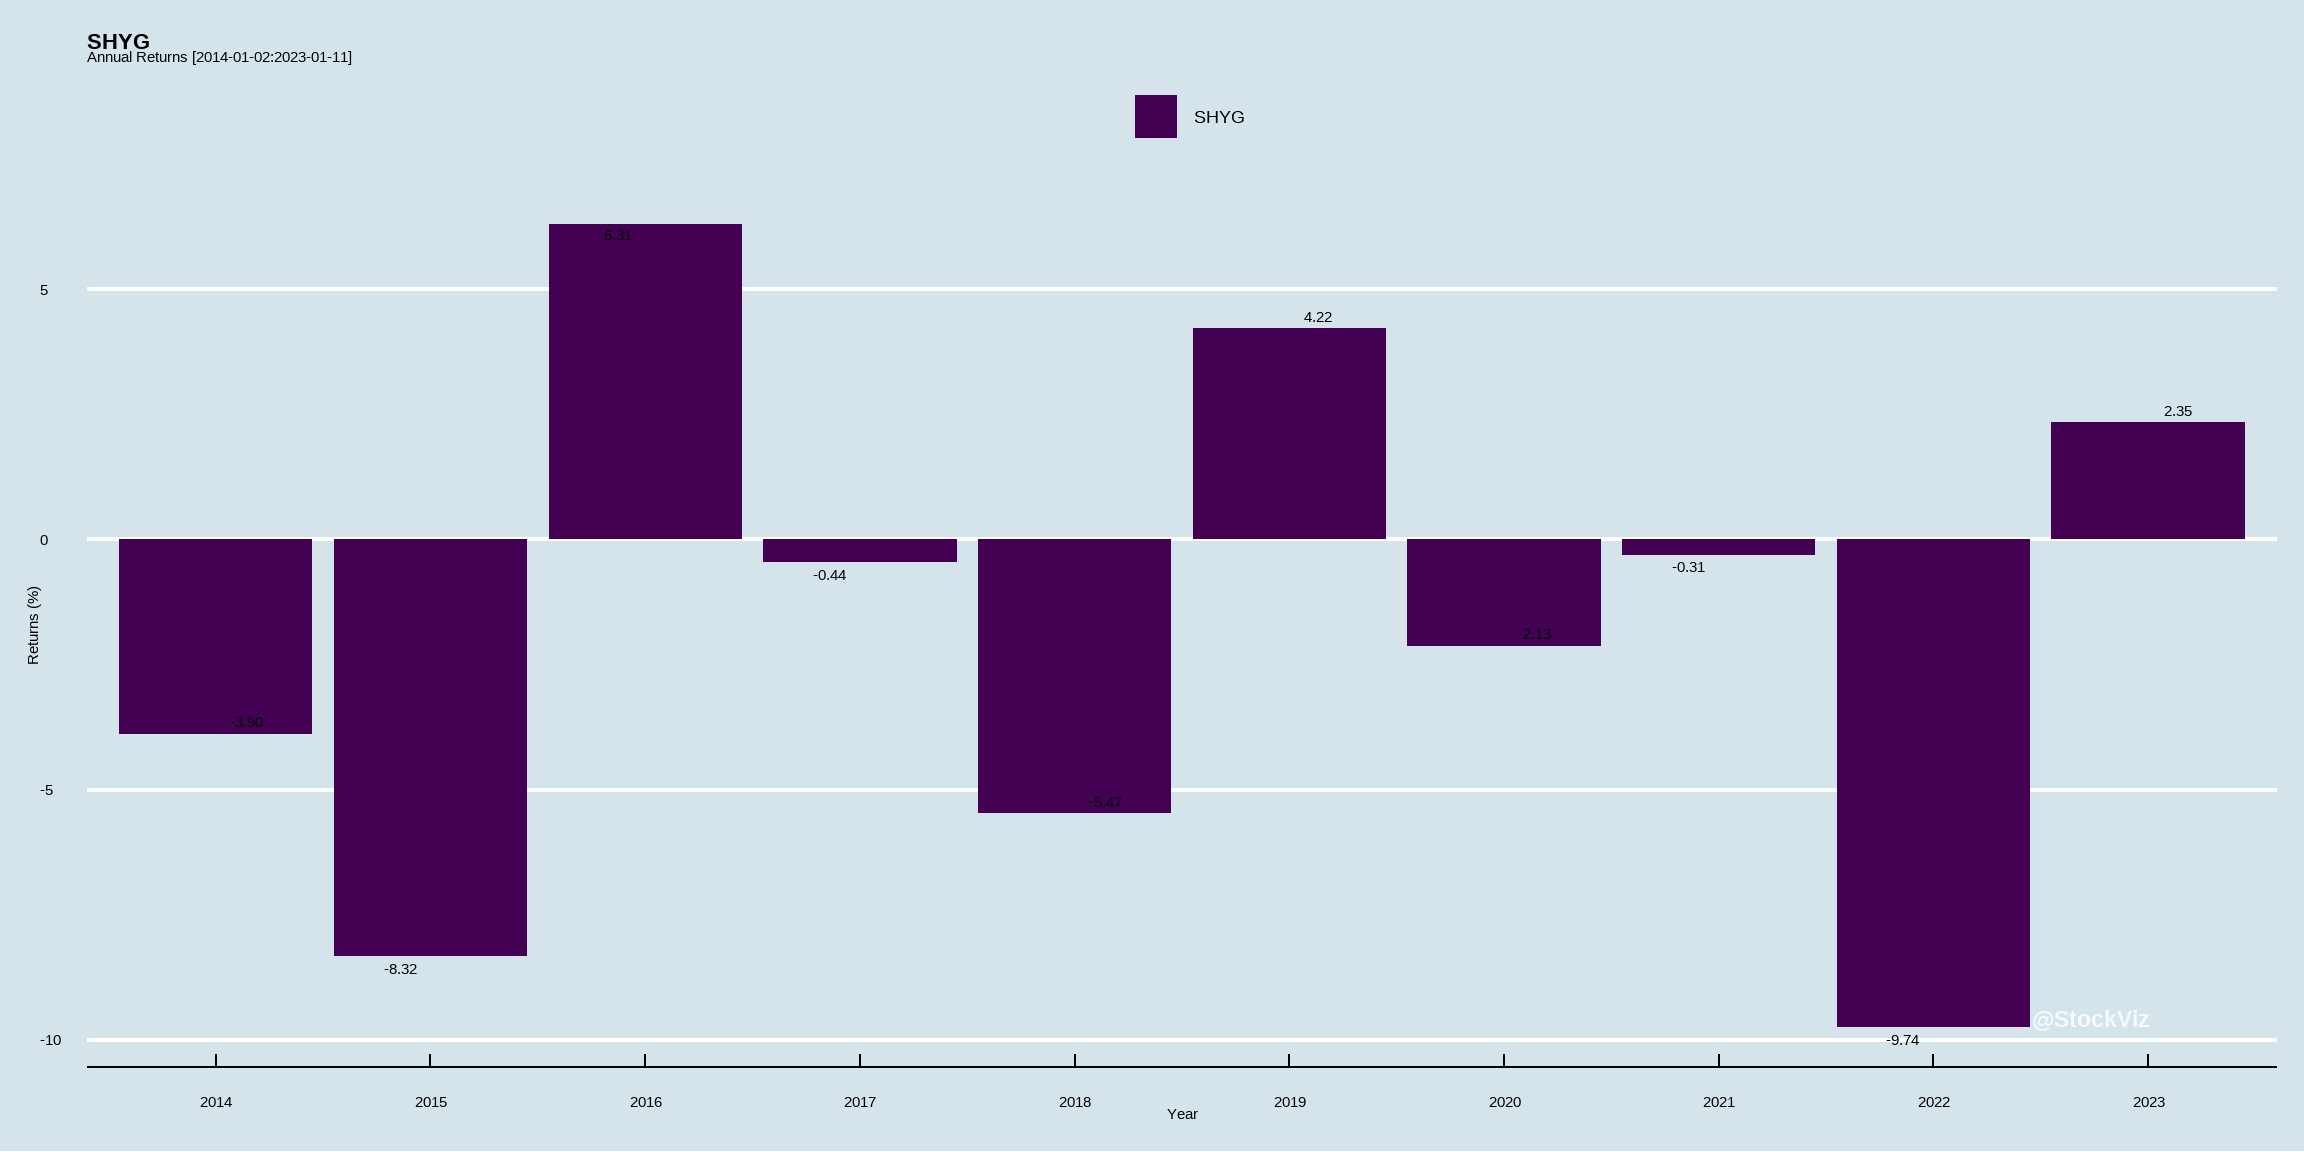 SHYG
Annual Returns [2014-01-02:2023-01-11]
SHYG
6.31
5
4.22
2.35
0
-0.31
-0.44
-2.13
Returns (%)
-3.90
-5
-5.47
-8.32
@StockViz
-10
-9.74
2014 2015 2016 2017 2018 2019 2020 2021 2022 2023
Year